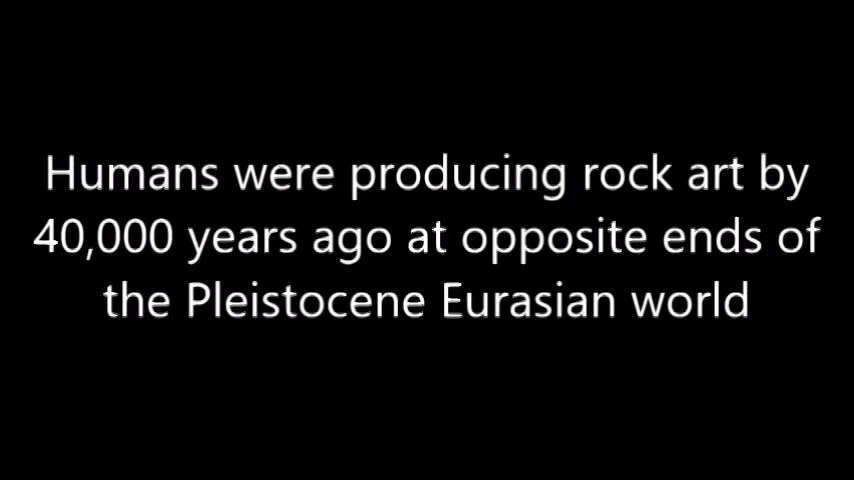 Humans were producing rock art by
40,000 years ago at opposite ends of
the Pleistocene Eurasian world